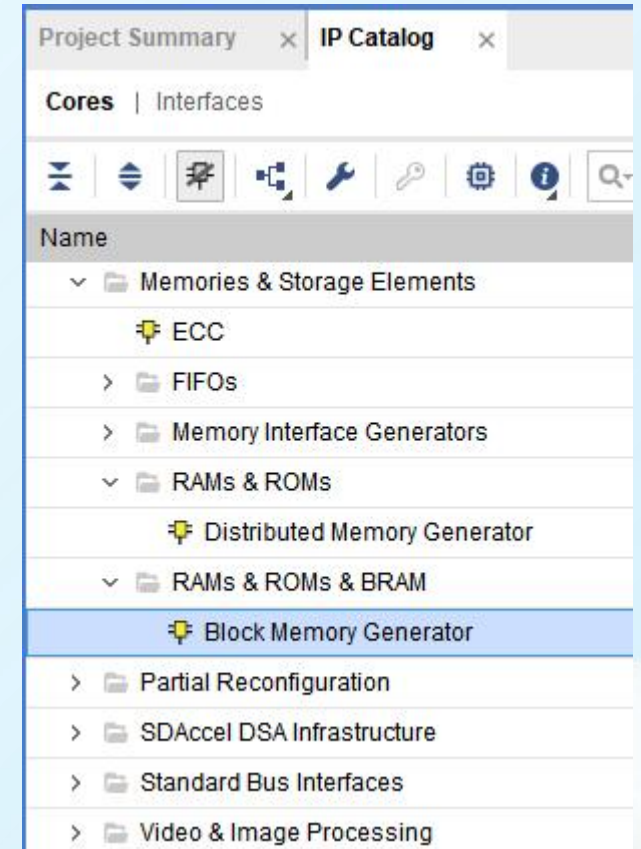 Project Summary IP Catalog
Cores | Interfaces
Name
Memories & Storage Elements
ECC
FIFOs
Memory Interface Generators
RAMs & ROMs
Distributed Memory Generator
RAMs & ROMs & BRAM
Block Memory Generator
Partial Reconfiguration
SDAccel DSA Infrastructure
Standard Bus Interfaces
Video & Image Processing